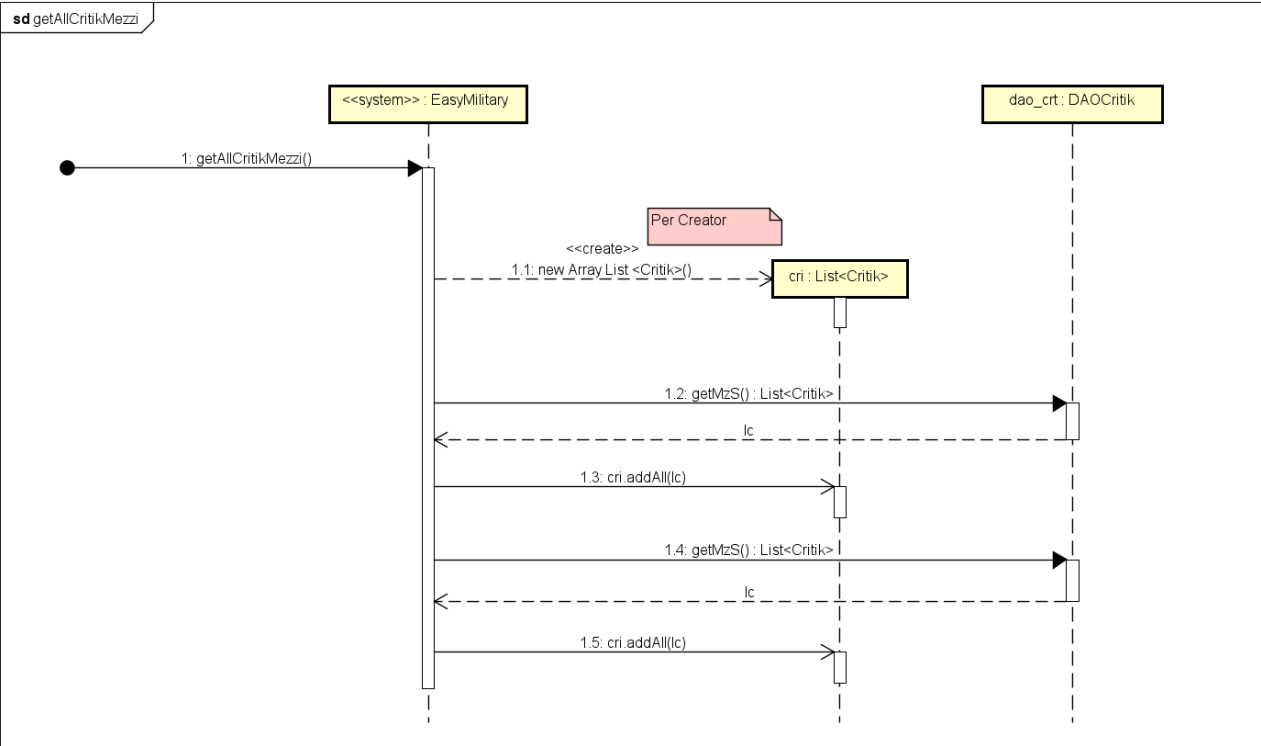 sd getAllCritikMezzi
<<system>> : EasyMilitary
dao_crt : DAOCritik
1: getAllCritikMezzi()
Per Creator
<<create>>
1.1: new Array List <Critik>()
cri : List<Critik>
1.2: getMzS() : List<Critik>
lc
1.3: cri.addAll(lc)
1.4: getMzS() : List<Critik>
lc
1.5: cri.addAll(lc)